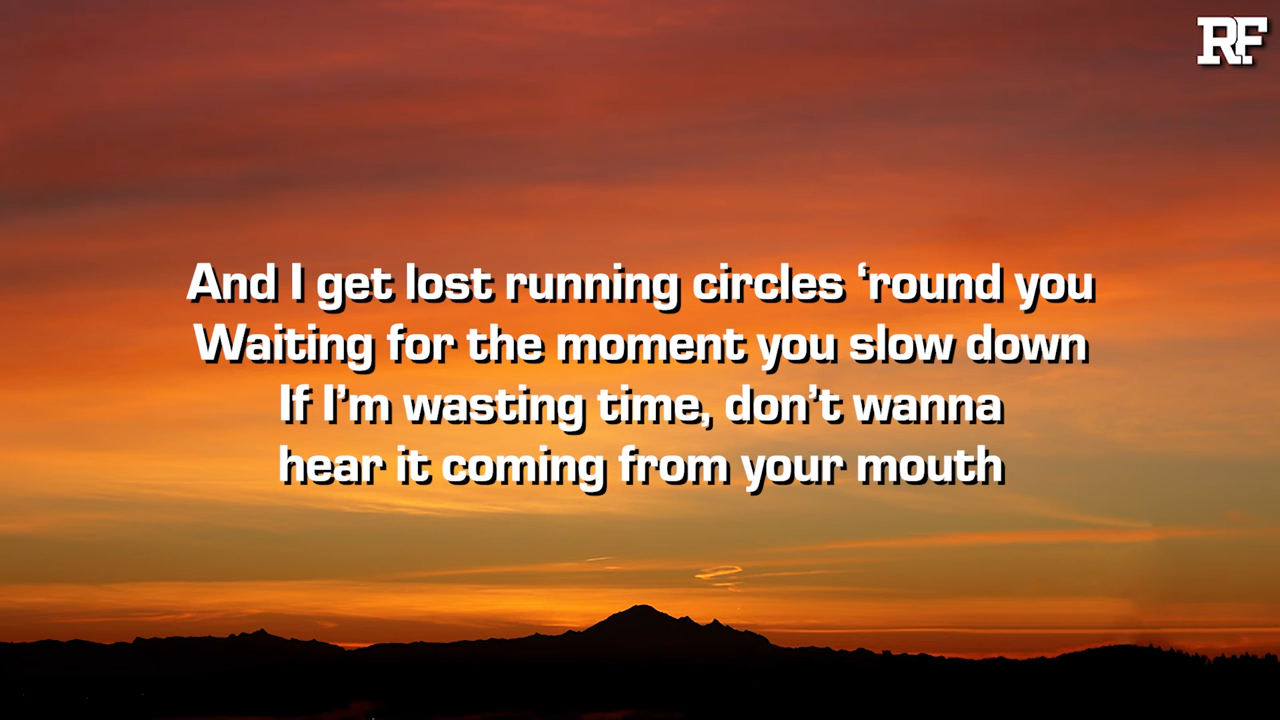 RF
And I get lost running circles ‘round you
Waiting for the moment you slow down
If I’m wasting time, don’t wanna
hear it coming from your mouth